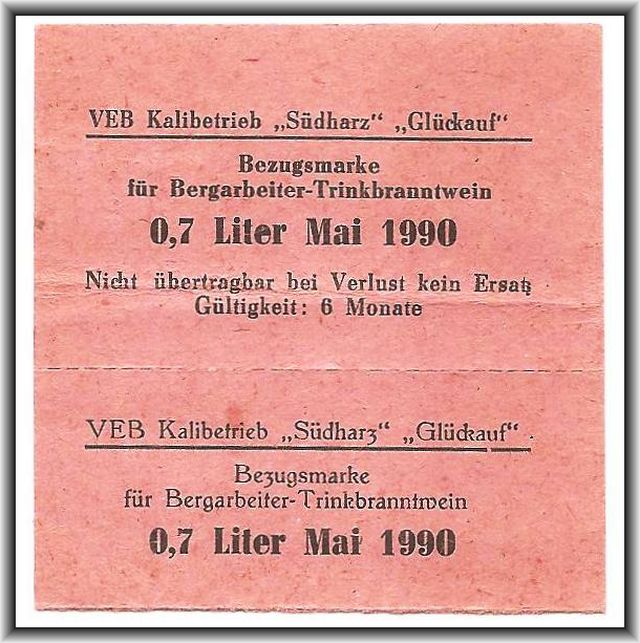 VEB Kalibetrieb „Südharz“ „Glückauf“
Bezugsmarke
für Bergarbeiter-Trinkbranntwein
0,7 Liter Mai 1990
Nicht übertragbar bei Verlust kein Ersatz
Gültigkeit: 6 Monate
VEB Kalibetrieb „Südharz“ „Glückauf“
Bezugsmarke
für Bergarbeiter-Trinkbranntwein
0,7 Liter Mai 1990